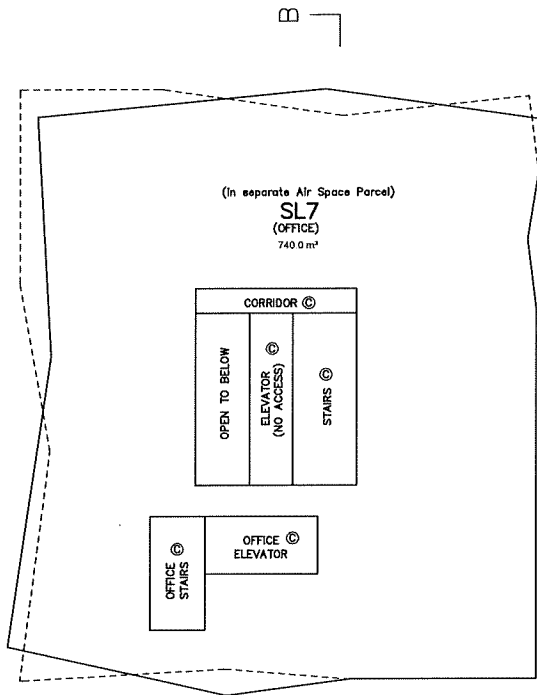 B
(In separate Air Space Parcel)
SL7
(OFFICE)
740.0 m²
CORRIDOR ©
OPEN TO BELOW
ELEVATOR ©
(NO ACCESS)
STAIRS ©
OFFICE ©
STAIRS
OFFICE ©
ELEVATOR